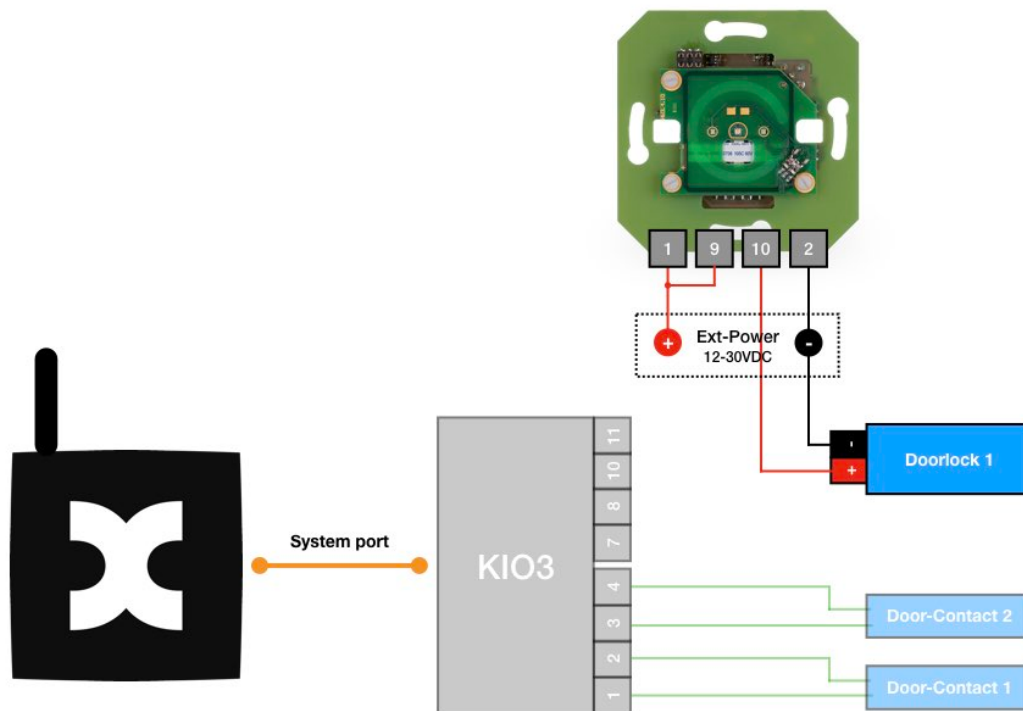 1
9
10
2
+
Ext-Power
-
12-30VDC
11
10
8
7
4
3
2
1
-
+
Doorlock 1
System port
KIO3
Door-Contact 2
Door-Contact 1